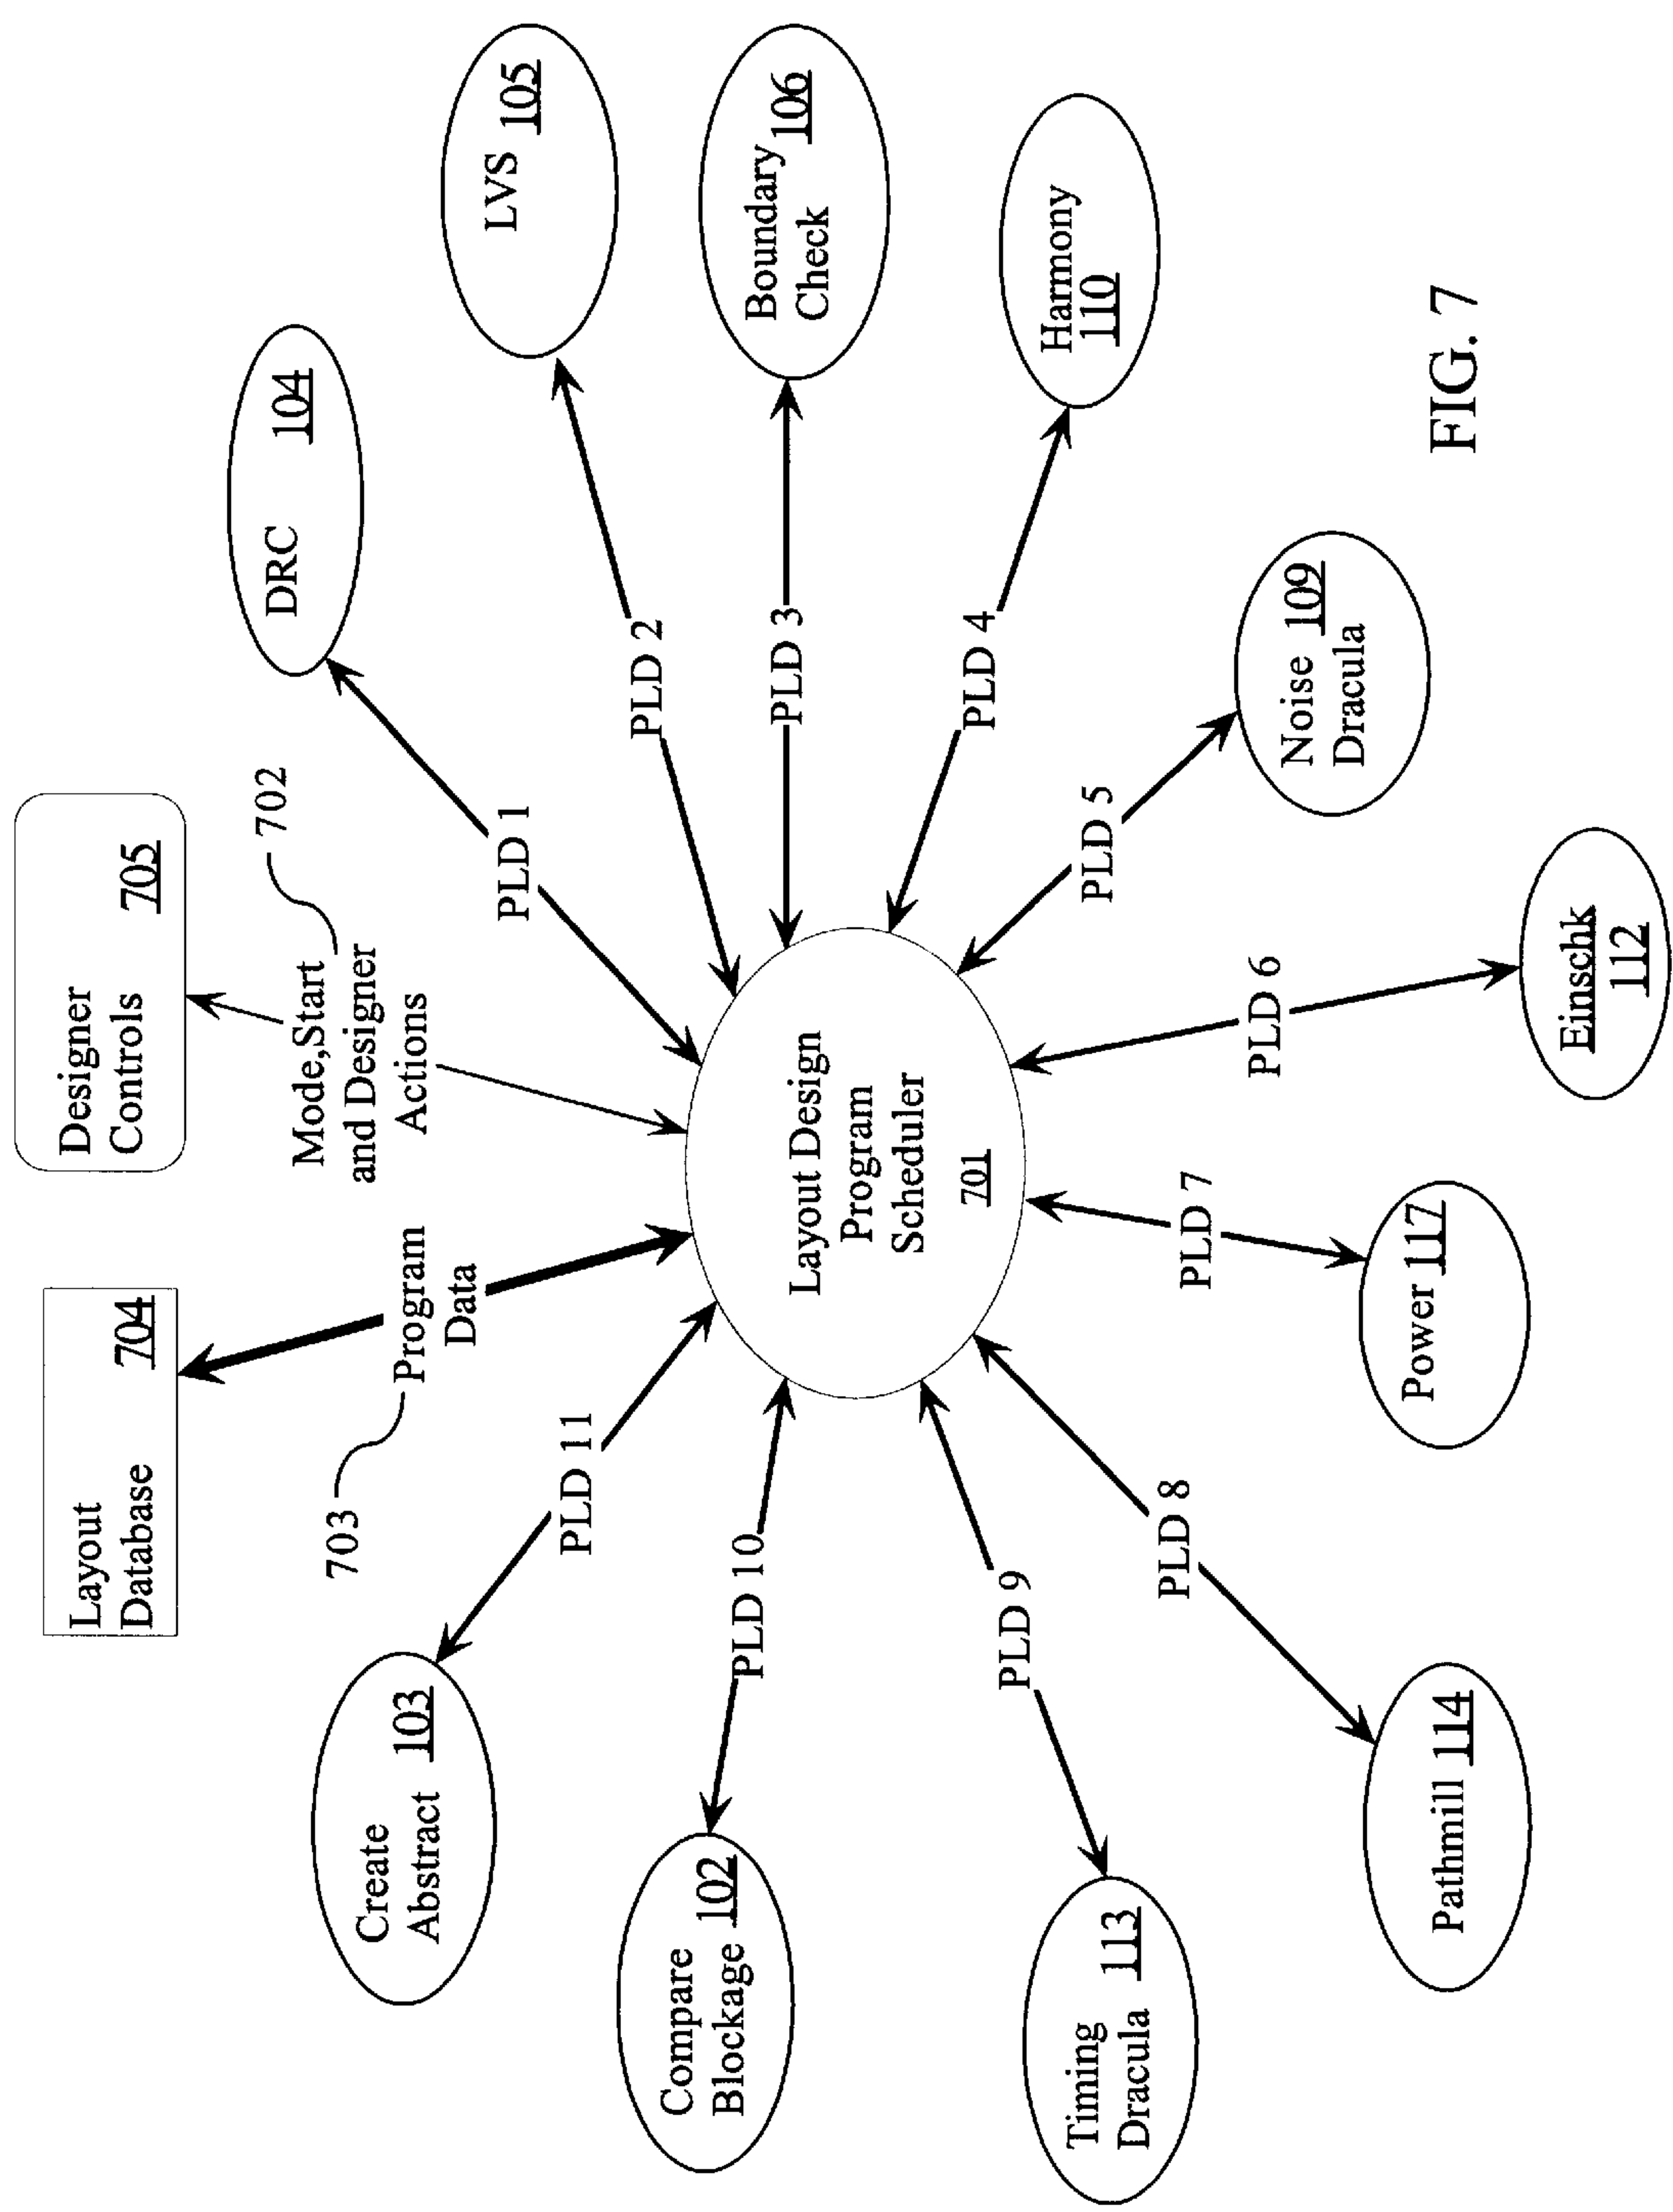 Layout
Database 704
Designer
Controls 705
703
Program
Data
Mode,Start
and Designer
Actions
702
Create
Abstract 103
PLD 11
PLD 1
DRC 104
Compare
Blockage 102
PLD 10
PLD 2
LVS 105
Layout Design
Program
Scheduler
701
PLD 3
Boundary 106
Check
Timing
Dracula 113
PLD 9
PLD 4
Harmony
110
Pathmill 114
PLD 8
PLD 7
Power 117
PLD 6
Einschk
112
PLD 5
Noise 109
Dracula
FIG. 7